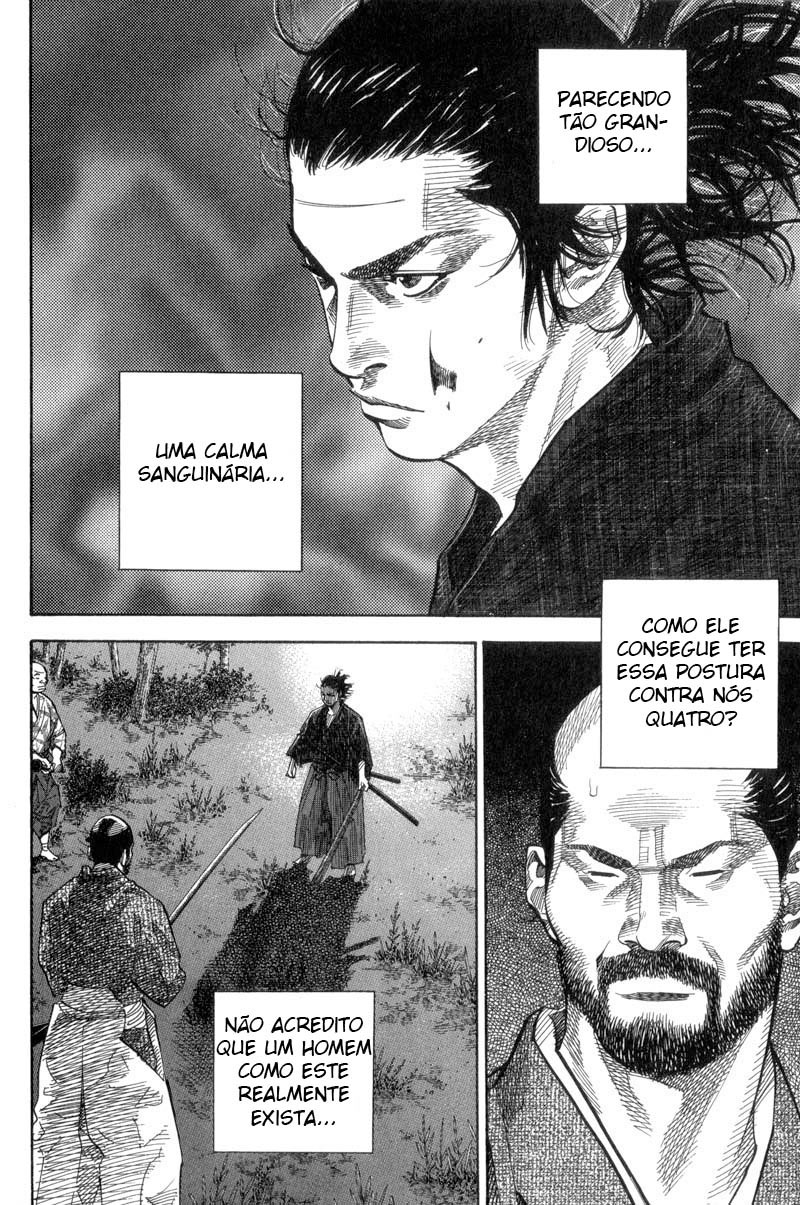 PARECENDO
TÃO GRAN-
DIOSO...
UMA CALMA
SANGUINÁRIA...
COMO ELE
CONSEGUE TER
ESSA POSTURA
CONTRA NÓS
QUATRO?
NÃO ACREDITO
QUE UM HOMEM
COMO ESTE
REALMENTE
EXISTA...